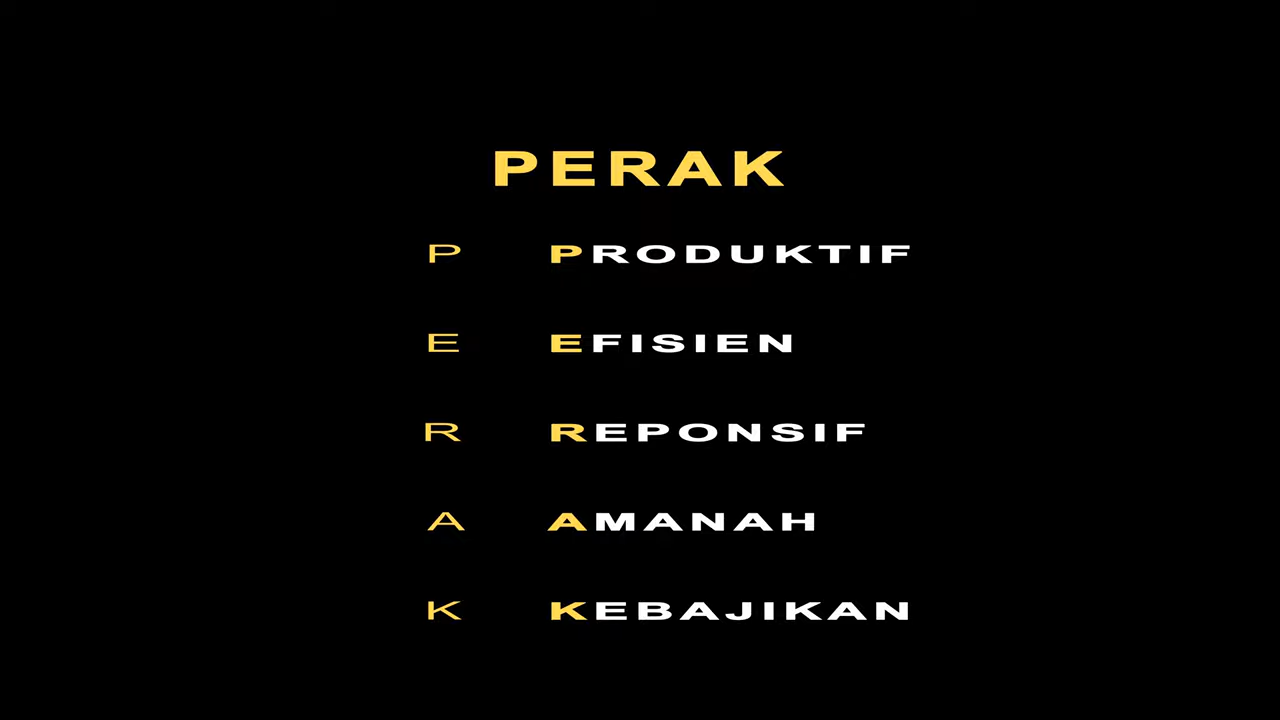 PERAK
P PRODUKTIF
E EFISIEN
R REPONSIF
A AMANAH
K KEBAJIKAN